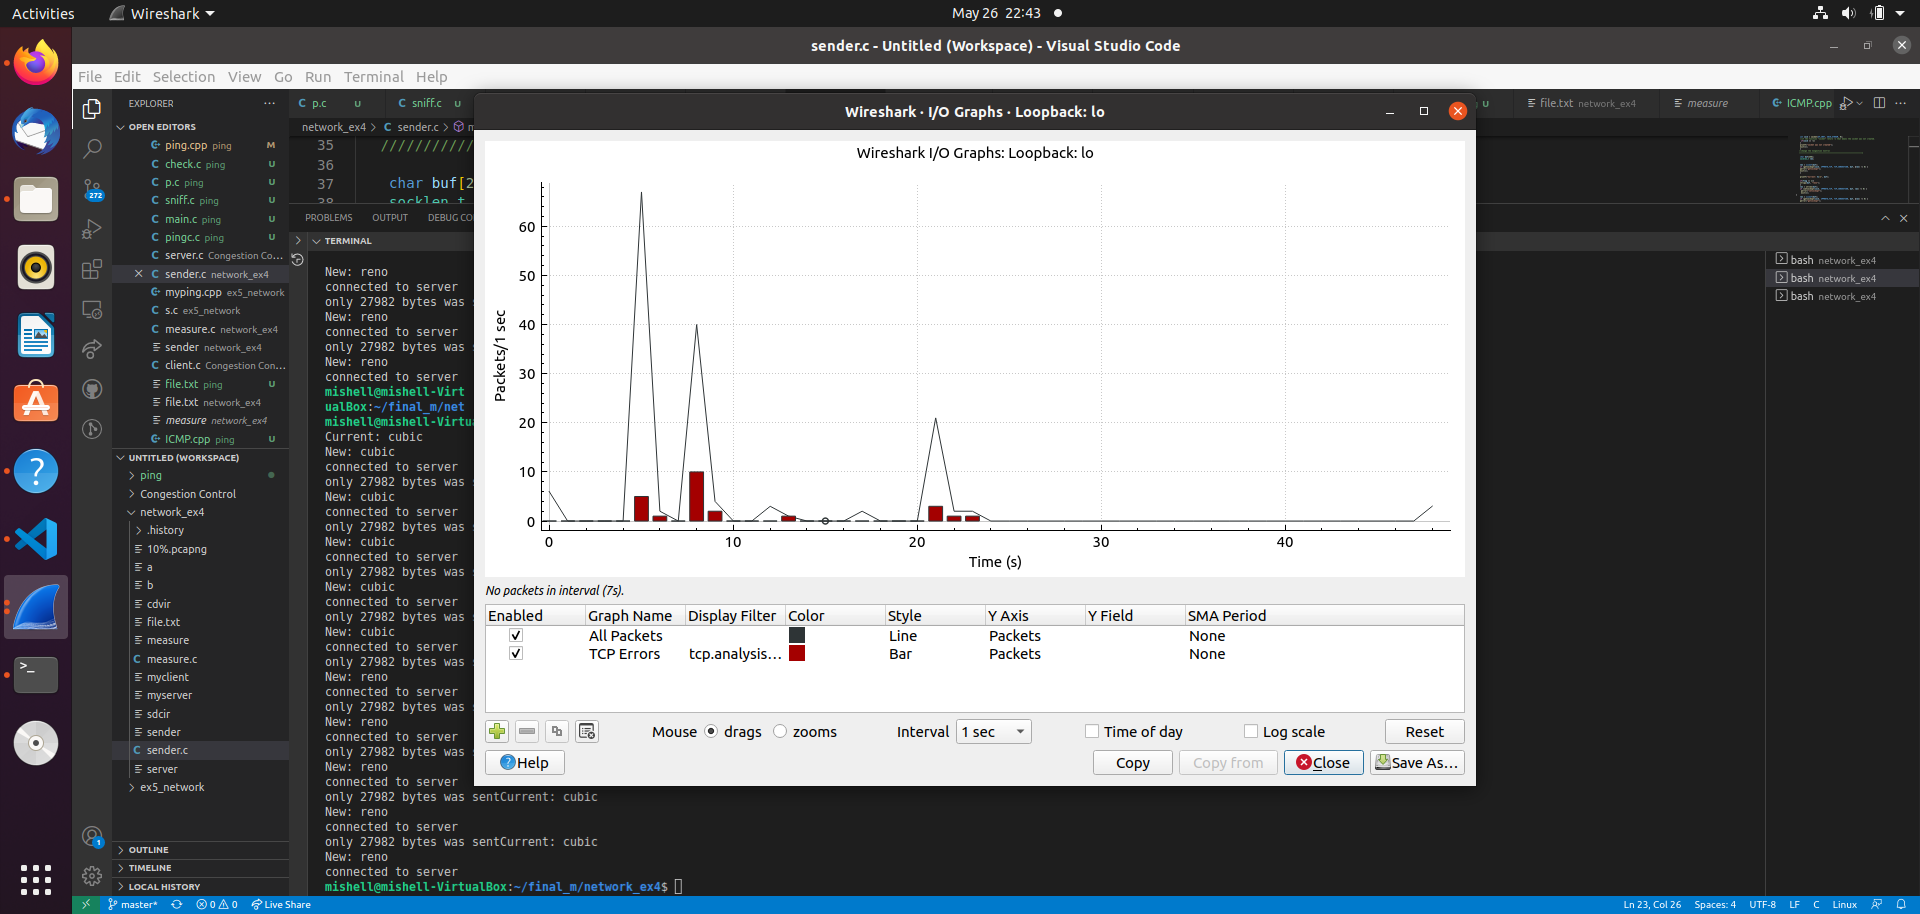 Activities
Wireshark
May 26 22:43
sender.c - Untitled (Workspace) - Visual Studio Code
File Edit Selection View Go Run Terminal Help
EXPLORER
OPEN EDITORS
ping.cpp ping M
check.c ping U
p.c ping U
sniff.c ping U
main.c ping U
pingc.c ping U
server.c Congestion Co...
sender.c network_ex4
myping.cpp ex5_network
s.c ex5_network
measure.c network_ex4
sender network_ex4
client.c Congestion Con...
file.txt ping U
file.txt network_ex4
measure network_ex4
ICMP.cpp ping U
UNTITLED (WORKSPACE)
ping
Congestion Control
network_ex4
.history
10%.pcapng
a
b
cdvir
file.txt
measure
measure.c
myclient
myserver
sdcir
sender
sender.c
server
ex5_network
OUTLINE
TIMELINE
LOCAL HISTORY
272
1
p.c U
sniff.c U
U
file.txt network_ex4
measure
ICMP.cpp
network_ex4 > sender.c >
35 ///////////
36
37 char buf[2
38 socklen_t
PROBLEMS OUTPUT DEBUG CO
TERMINAL
New: reno
connected to server
only 27982 bytes was s
New: reno
connected to server
only 27982 bytes was
New: reno
connected to server
mishell@mishell-Virt
ualBox:~/final_m/net
mishell@mishell-Virtua
Current: cubic
New: cubic
connected to server
only 27982 bytes was
New: cubic
connected to server
only 27982 bytes was
New: cubic
connected to server
only 27982 bytes was
New: cubic
connected to server
only 27982 bytes was
New: cubic
connected to server
only 27982 bytes was
New: reno
connected to server
only 27982 bytes was
New: reno
connected to server
only 27982 bytes was
New: reno
connected to server
only 27982 bytes was sentCurrent: cubic
New: reno
connected to server
only 27982 bytes was sentCurrent: cubic
New: reno
connected to server
mishell@mishell-VirtualBox:~/final_m/network_ex4$
bash network_ex4
bash network_ex4
bash network_ex4
Wireshark · I/O Graphs · Loopback: lo
Wireshark I/O Graphs: Loopback: lo
Packets/1 sec
60
50
40
30
20
10
0
0 10 20 30 40
Time (s)
No packets in interval (7s).
Enabled Graph Name Display Filter Color Style Y Axis Y Field SMA Period
All Packets Line Packets None
TCP Errors tcp.analysis... Bar Packets None
Mouse drags zooms Interval 1 sec Time of day Log scale Reset
Help Copy Copy from Close Save As...
master* 0 0 Live Share
Ln 23, Col 26 Spaces: 4 UTF-8 LF C Linux